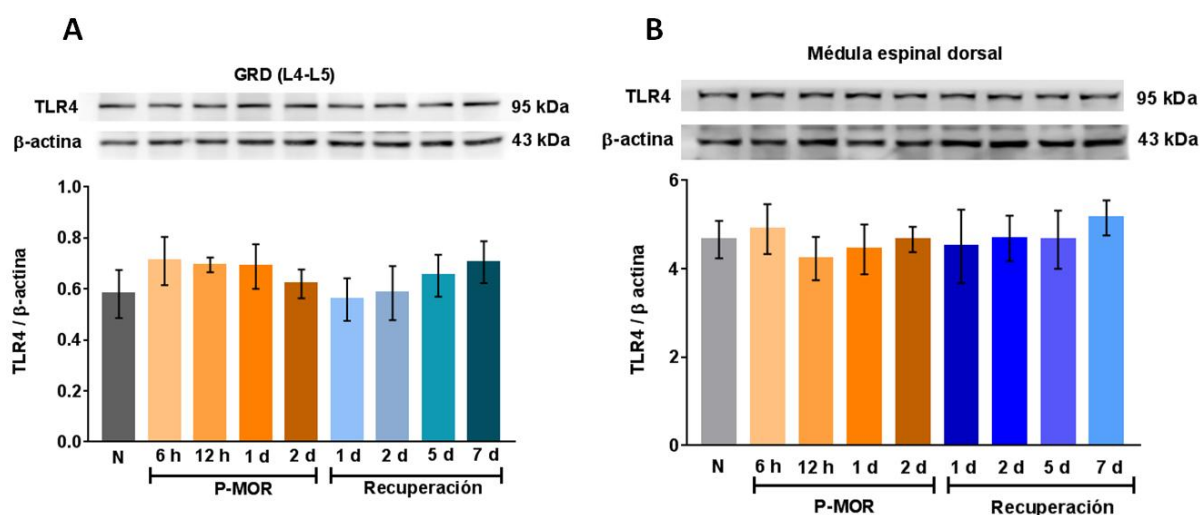 A
GRD (L4-L5)
TLR4
95 kDa
β-actina
43 kDa
TLR4 / β-actina
1.0
0.8
0.6
0.4
0.2
0.0
N 6 h 12 h 1 d 2 d 1 d 2 d 5 d 7 d
P-MOR Recuperación
B
Médula espinal dorsal
TLR4
95 kDa
β-actina
43 kDa
TLR4 / β actina
6
4
2
0
N 6 h 12 h 1 d 2 d 1 d 2 d 5 d 7 d
P-MOR Recuperación